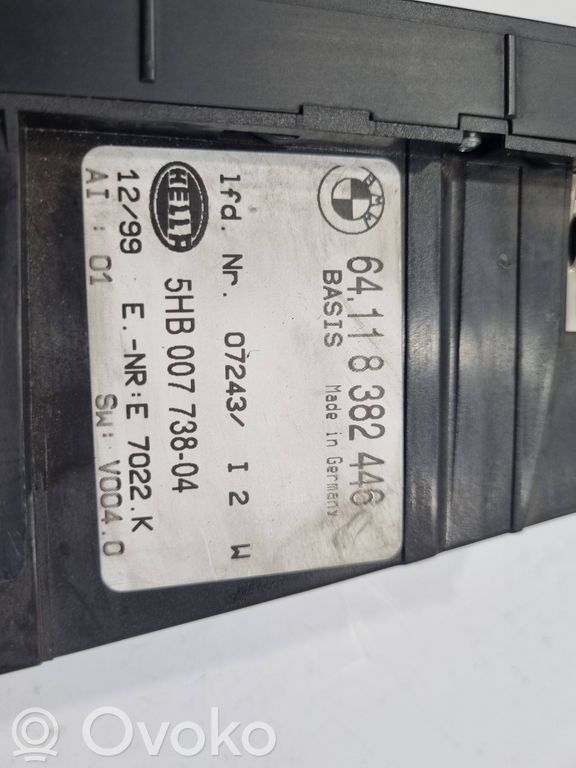 BMW
64.11 8 382 446
BASIS Made in Germany
lfd. Nr. 07243/ I 2 W
HELLA
5HB 007 738-04
12/99 E.-NR:E 7022.K
AI : 01 SW: V004.0
Ovoko